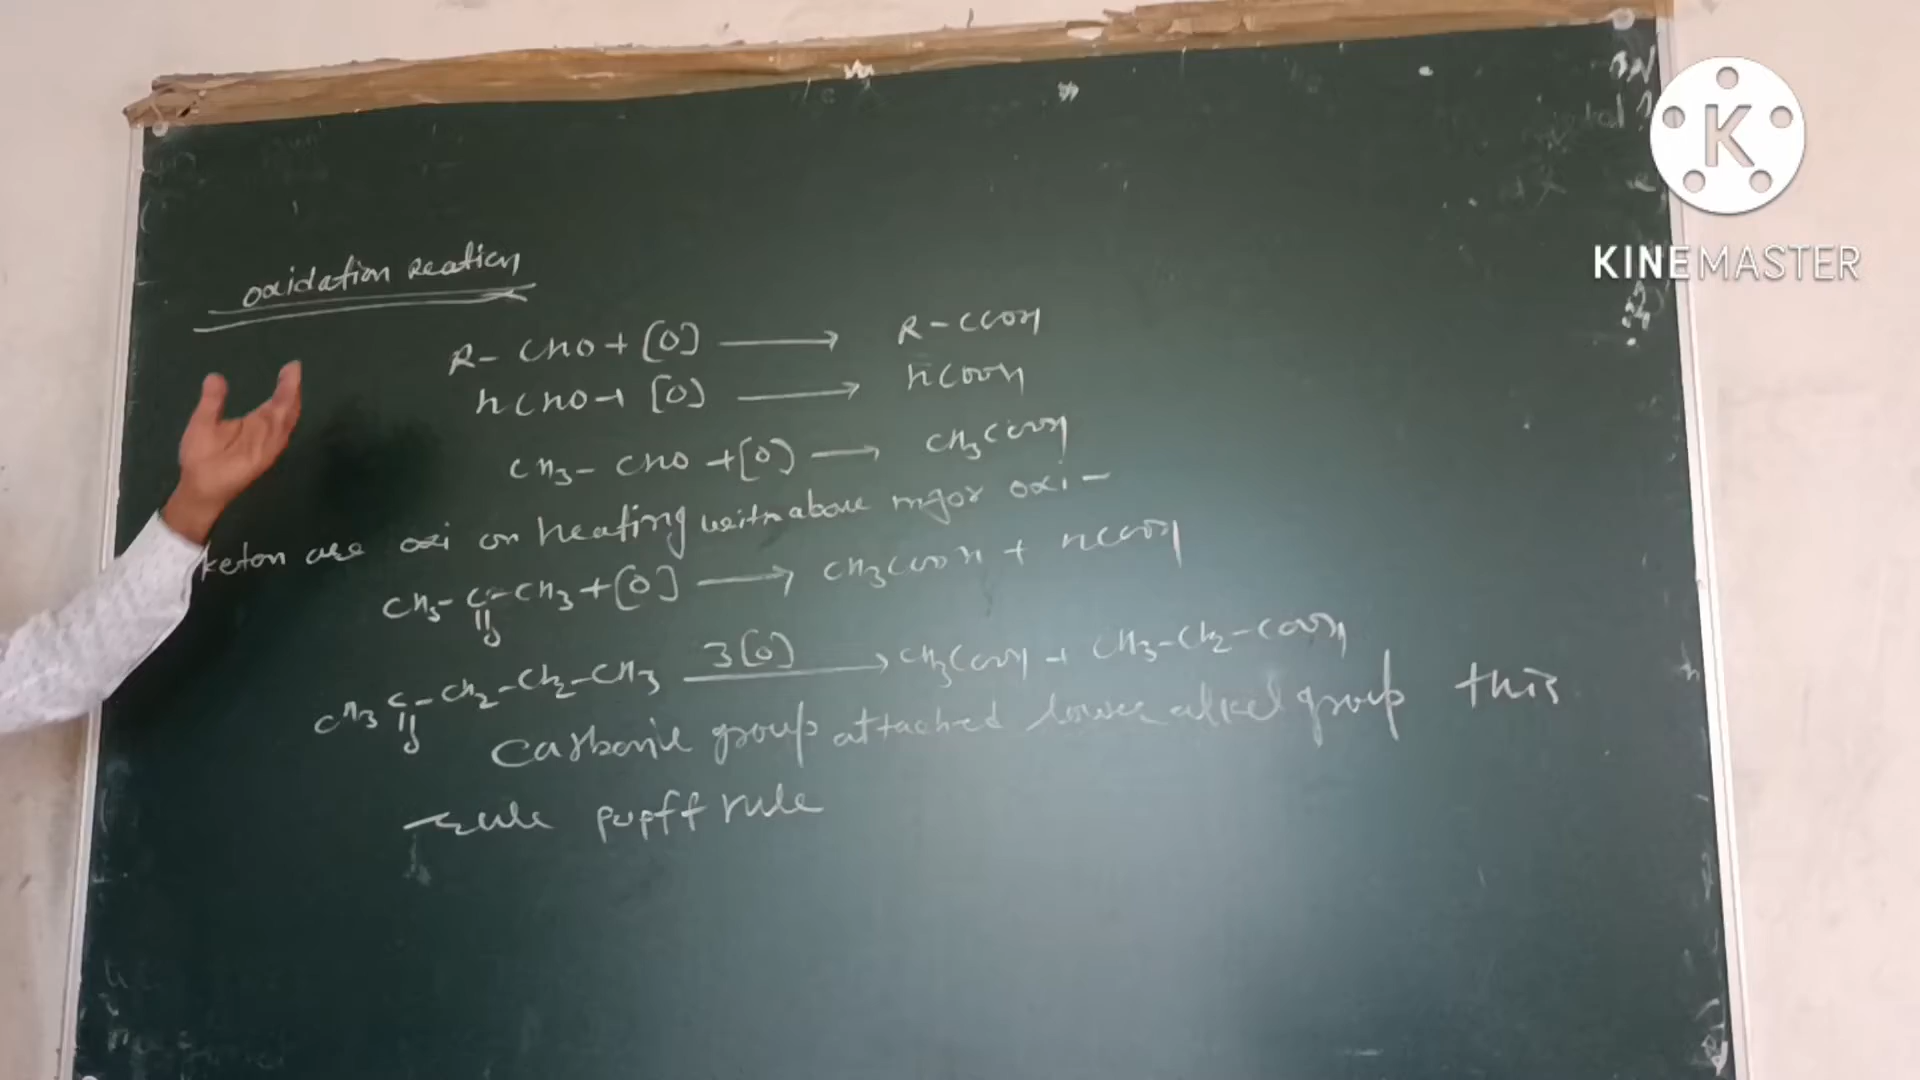 oxidation reaction
R-CHO + [O] → R-COOH
HCHO + [O] → HCOOH
CH3-CHO + [O] → CH3COOH
keton are oxi on heating with above major oxi-
CH3-C-CH3 + [O] → CH3COOH + HCOOH
||
O
3[O]
CH3 C-CH2-CH2-CH3 → CH3COOH + CH3-CH2-COOH
||
O
group attached lower alkel group this
rule popff rule
K
KINEMASTER